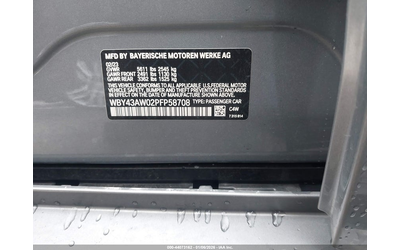 MFD BY BAYERISCHE MOTOREN WERKE AG
02/23
GVWR 5611 lbs 2545 kg
GAWR FRONT 2491 lbs 1130 kg
GAWR REAR 3362 lbs 1525 kg
THIS VEHICLE CONFORMS TO ALL APPLICABLE
U.S. FEDERAL MOTOR VEHICLE SAFETY, BUMPER,
AND THEFT PREVENTION STANDARDS IN EFFECT
ON THE DATE OF MANUFACTURE SHOWN ABOVE.
WBY43AW02PFP58708 TYPE: PASSENGER CAR
C4W